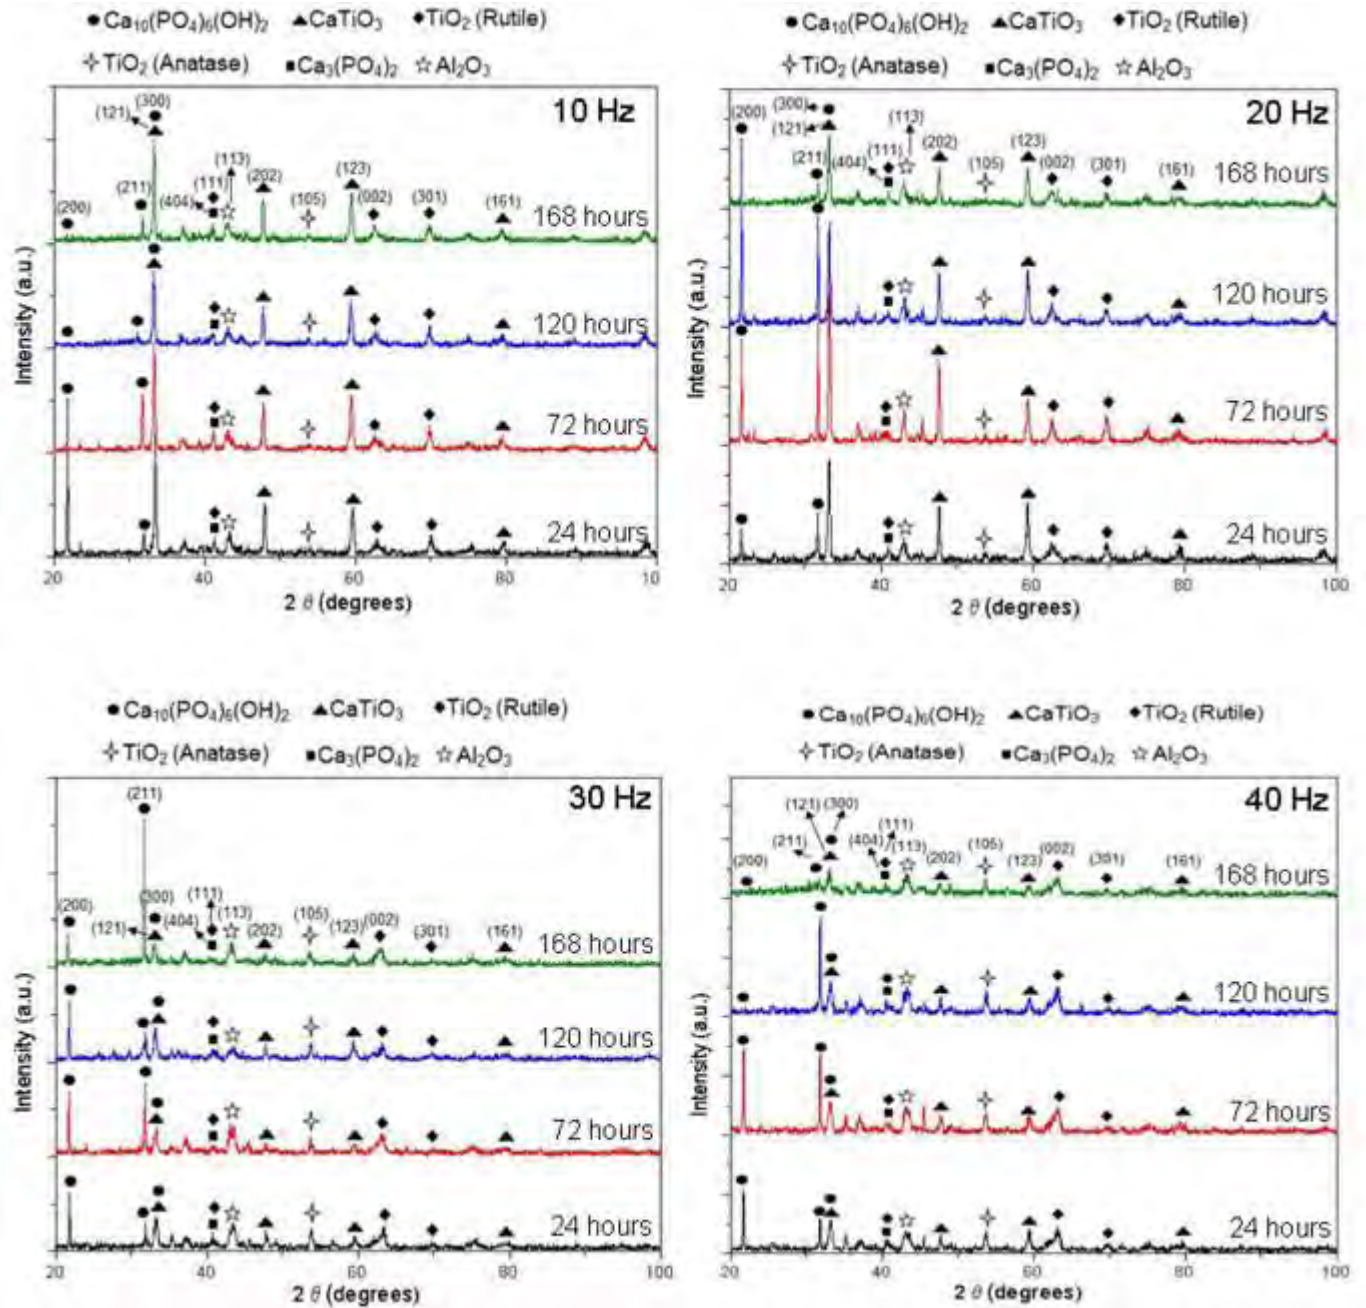 ● Ca10(PO4)6(OH)2 ▲CaTiO3 ◆TiO2 (Rutile)
✧ TiO2 (Anatase) ■Ca3(PO4)2 ☆Al2O3
10 Hz
(300)
(121)
(200)
(211)
(404)
(111)
(113)
(202)
(105)
(123)
(002)
(301)
(161)
168 hours
120 hours
72 hours
24 hours
Intensity (a.u.)
20 40 60 80 10
2 θ (degrees)
● Ca10(PO4)6(OH)2 ▲CaTiO3 ◆TiO2 (Rutile)
✧ TiO2 (Anatase) ■Ca3(PO4)2 ☆Al2O3
20 Hz
(200)
(300)
(121)
(211)
(404)
(111)
(113)
(202)
(105)
(123)
(002)
(301)
(161)
168 hours
120 hours
72 hours
24 hours
Intensity (a.u.)
20 40 60 80 100
2 θ (degrees)
● Ca10(PO4)6(OH)2 ▲CaTiO3 ◆TiO2 (Rutile)
✧ TiO2 (Anatase) ■Ca3(PO4)2 ☆Al2O3
30 Hz
(211)
(200)
(300)
(121)
(404)
(111)
(113)
(202)
(105)
(123)
(002)
(301)
(161)
168 hours
120 hours
72 hours
24 hours
Intensity (a.u.)
20 40 60 80 100
2 θ (degrees)
● Ca10(PO4)6(OH)2 ▲CaTiO3 ◆TiO2 (Rutile)
✧ TiO2 (Anatase) ■Ca3(PO4)2 ☆Al2O3
40 Hz
(121)
(300)
(200)
(211)
(404)
(111)
(113)
(202)
(105)
(123)
(002)
(301)
(161)
168 hours
120 hours
72 hours
24 hours
Intensity (a.u.)
20 40 60 80 100
2 θ (degrees)